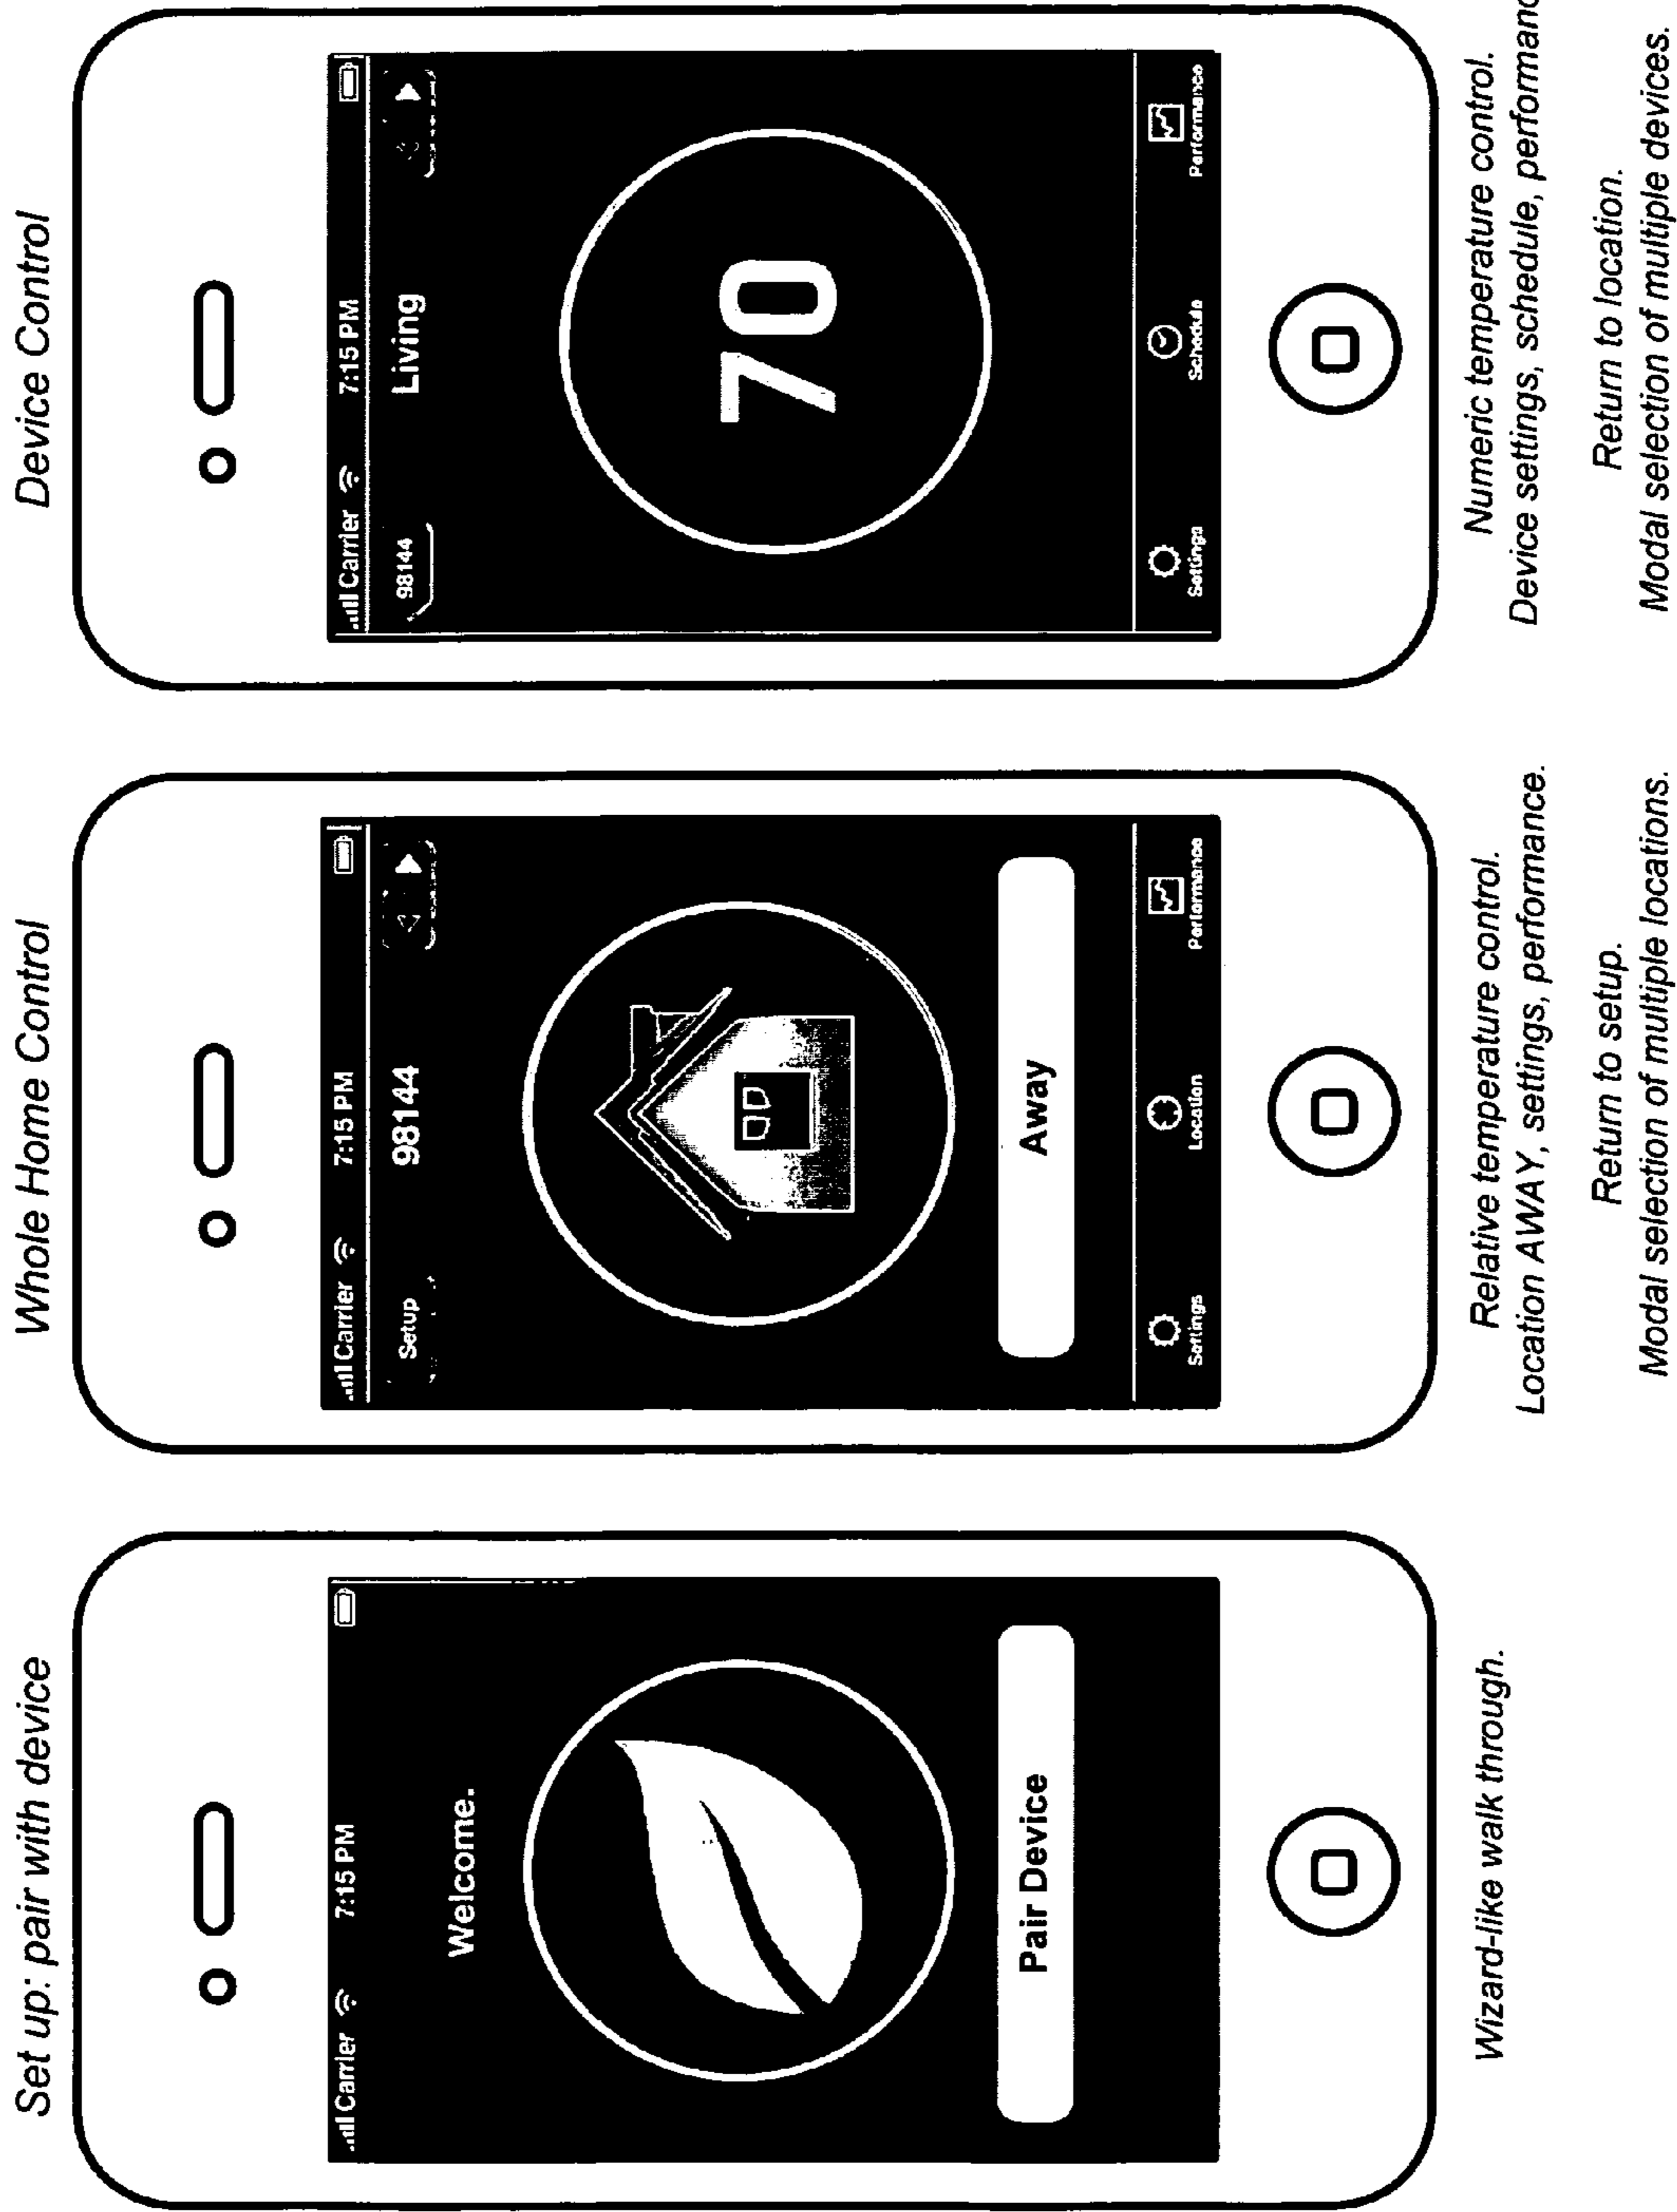 Set up: pair with device
Carrier 7:15 PM
Welcome.
Pair Device
Wizard-like walk through.
Whole Home Control
Carrier 7:15 PM
Setup 98144
Away
Settings Location Performance
Relative temperature control.
Location AWAY, settings, performance.
Return to setup.
Modal selection of multiple locations.
Device Control
Carrier 7:15 PM
98144 Living
70
Settings Schedule Performance
Numeric temperature control.
Device settings, schedule, performanc
Return to location.
Modal selection of multiple devices.